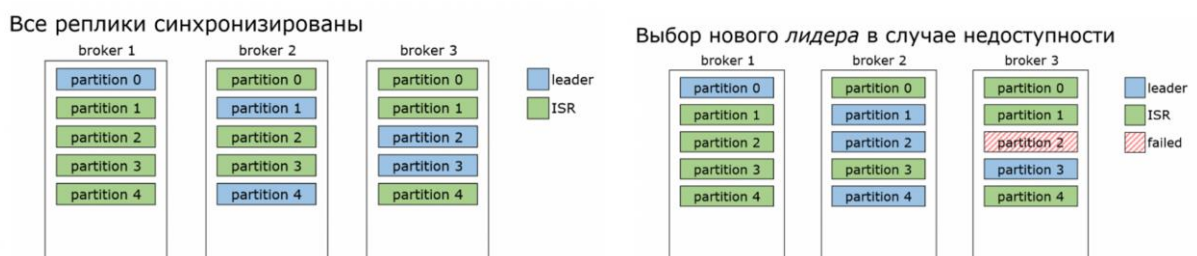 Все реплики синхронизированы
broker 1
broker 2
broker 3
partition 0
partition 0
partition 0
leader
partition 1
partition 1
partition 1
ISR
partition 2
partition 2
partition 2
partition 3
partition 3
partition 3
partition 4
partition 4
partition 4
Выбор нового лидера в случае недоступности
broker 1
broker 2
broker 3
partition 0
partition 0
partition 0
leader
partition 1
partition 1
partition 1
ISR
partition 2
partition 2
partition 2
failed
partition 3
partition 3
partition 3
partition 4
partition 4
partition 4